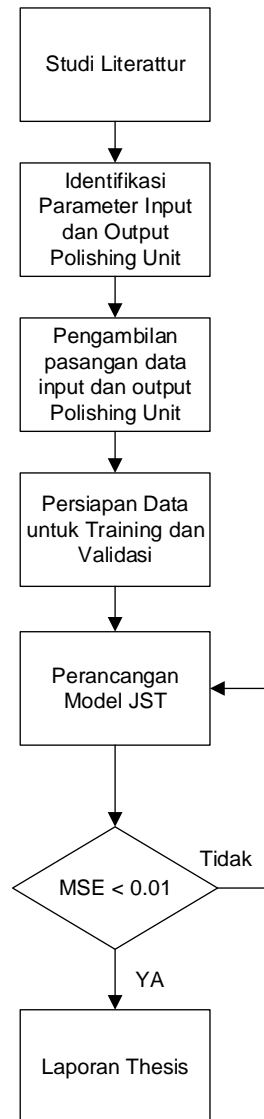 Studi Literattur
Identifikasi
Parameter Input
dan Output
Polishing Unit
Pengambilan
pasangan data
input dan output
Polishing Unit
Persiapan Data
untuk Training dan
Validasi
Perancangan
Model JST
Tidak
MSE < 0.01
YA
Laporan Thesis